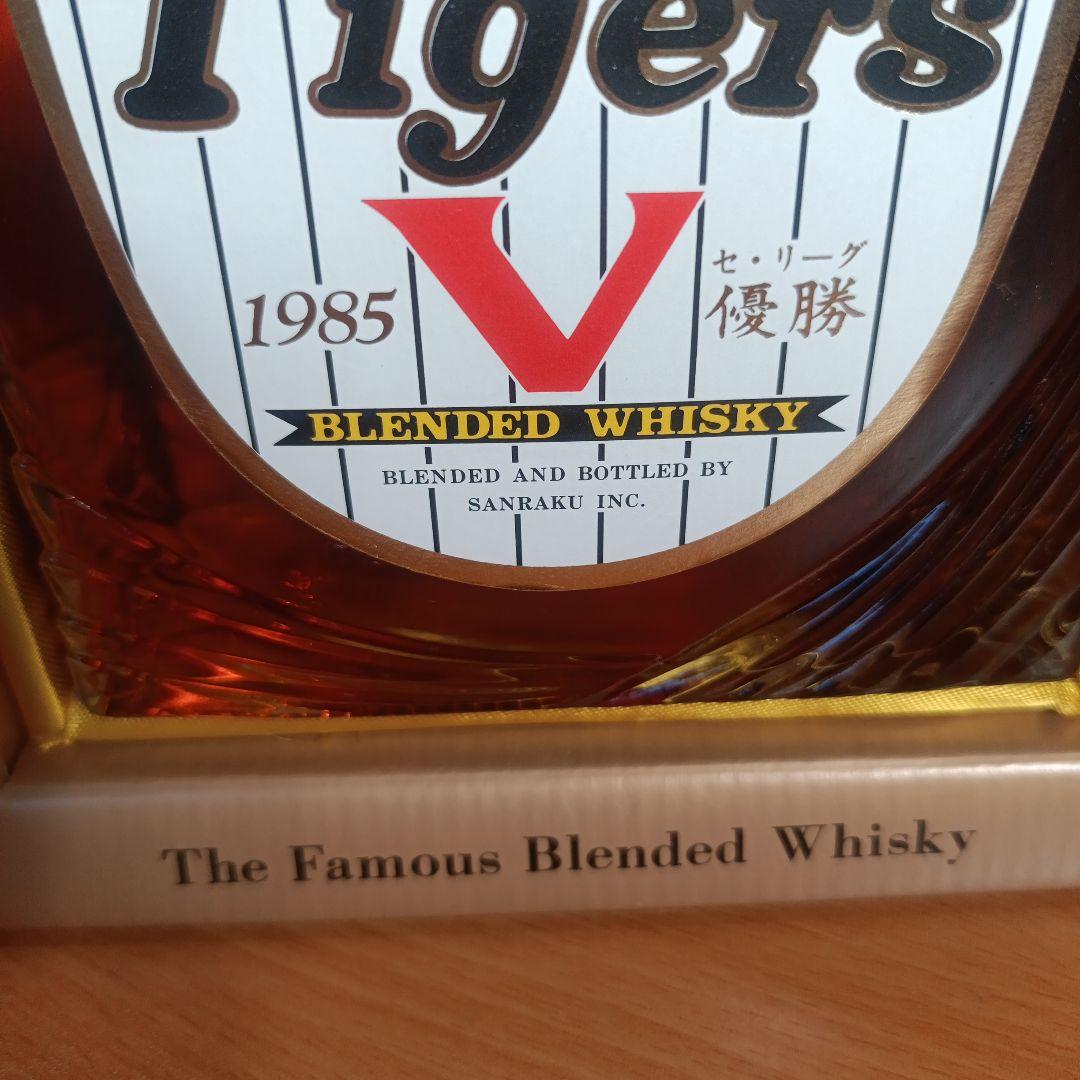 Tigers
V
1985
セ・リーグ
優勝
BLENDED WHISKY
BLENDED AND BOTTLED BY
SANRAKU INC.
The Famous Blended Whisky